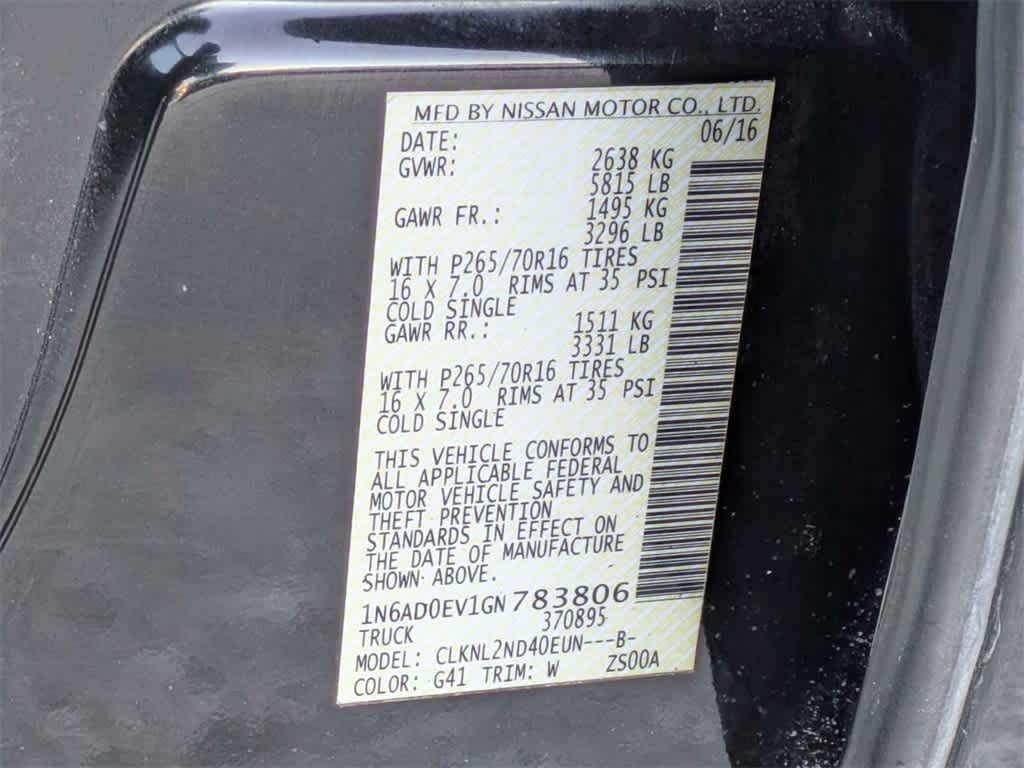 MFD BY NISSAN MOTOR CO., LTD.
DATE: 06/16
GVWR: 2638 KG
5815 LB
GAWR FR.: 1495 KG
3296 LB
WITH P265/70R16 TIRES
16 X 7.0 RIMS AT 35 PSI
COLD SINGLE
GAWR RR.: 1511 KG
3331 LB
WITH P265/70R16 TIRES
16 X 7.0 RIMS AT 35 PSI
COLD SINGLE
THIS VEHICLE CONFORMS TO
ALL APPLICABLE FEDERAL
MOTOR VEHICLE SAFETY AND
THEFT PREVENTION
STANDARDS IN EFFECT ON
THE DATE OF MANUFACTURE
SHOWN ABOVE.
1N6AD0EV1GN783806
TRUCK 370895
MODEL: CLKNL2ND40EUN---B-
COLOR: G41 TRIM: W ZS00A